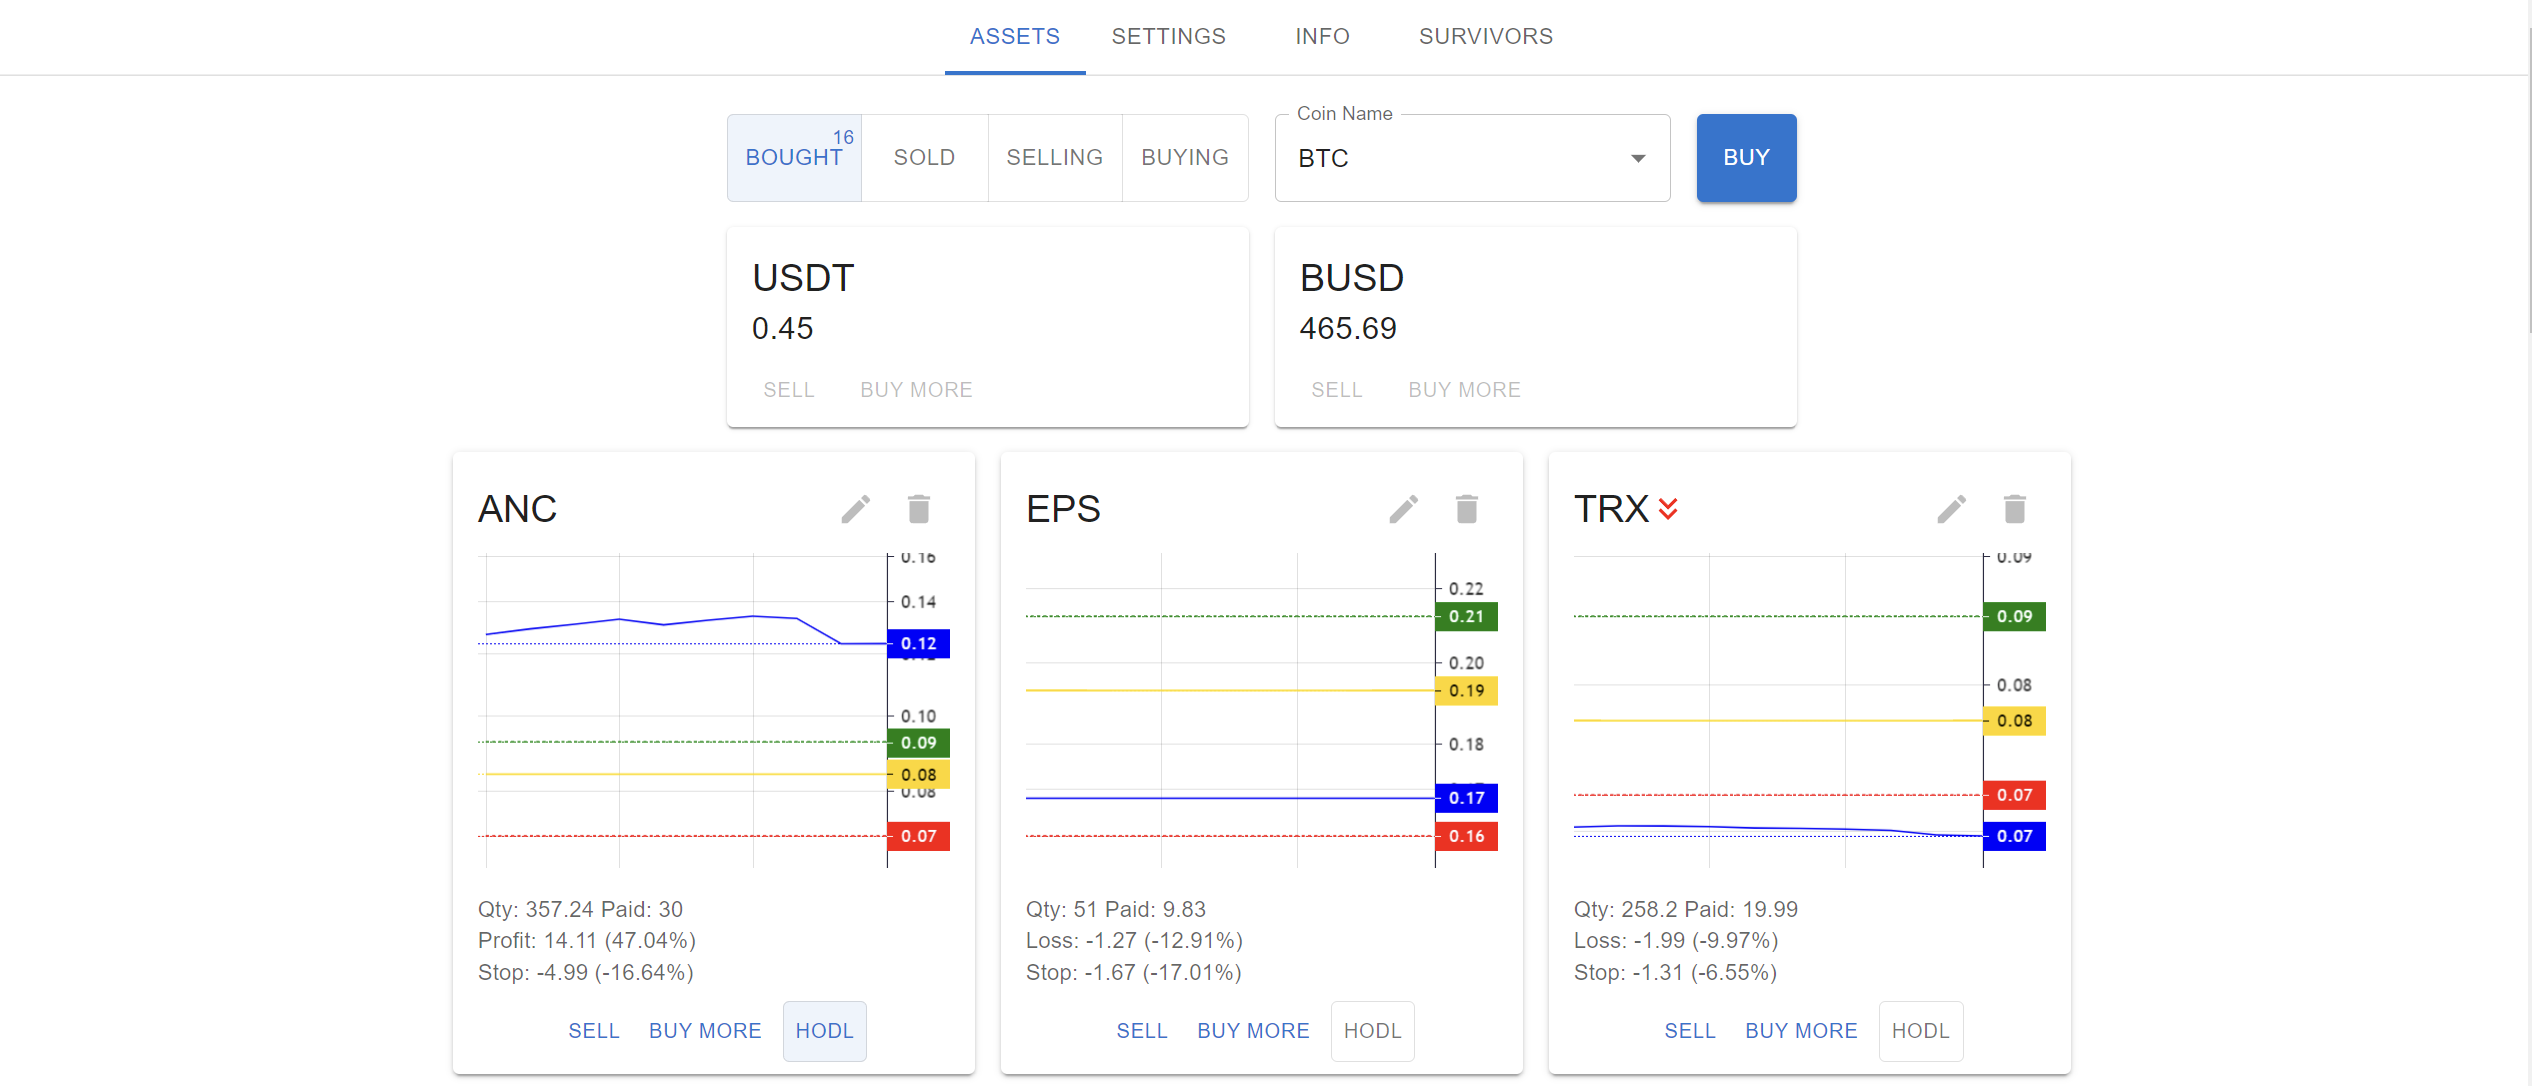 ASSETS SETTINGS INFO SURVIVORS
BOUGHT 16 SOLD SELLING BUYING
Coin Name
BTC
BUY
USDT
0.45
SELL BUY MORE
BUSD
465.69
SELL BUY MORE
ANC
0.16
0.14
0.12
0.10
0.09
0.08
0.08
0.07
Qty: 357.24 Paid: 30
Profit: 14.11 (47.04%)
Stop: -4.99 (-16.64%)
SELL BUY MORE HODL
EPS
0.22
0.21
0.20
0.19
0.18
0.17
0.16
Qty: 51 Paid: 9.83
Loss: -1.27 (-12.91%)
Stop: -1.67 (-17.01%)
SELL BUY MORE HODL
TRX
0.09
0.09
0.08
0.08
0.07
0.07
Qty: 258.2 Paid: 19.99
Loss: -1.99 (-9.97%)
Stop: -1.31 (-6.55%)
SELL BUY MORE HODL